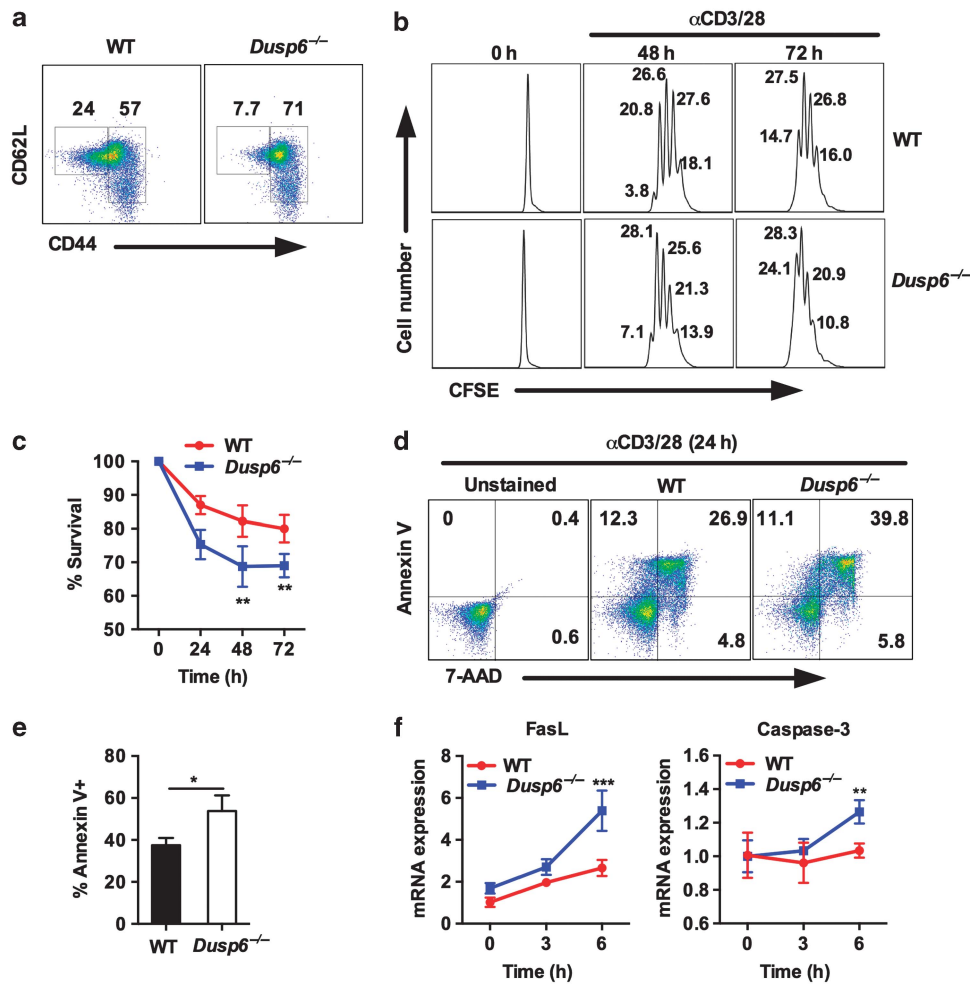 a
WT
Dusp6–/–
24 57
7.7 71
CD62L
CD44
b
αCD3/28
0 h
48 h
72 h
26.6
20.8
27.6
18.1
3.8
27.5
26.8
14.7
16.0
WT
28.1
25.6
21.3
7.1
13.9
28.3
24.1
20.9
10.8
Dusp6–/–
Cell number
CFSE
c
WT
Dusp6–/–
% Survival
100
90
80
70
60
50
**
**
0 24 48 72
Time (h)
d
αCD3/28 (24 h)
Unstained
WT
Dusp6–/–
0 0.4
0.6
12.3 26.9
4.8
11.1 39.8
5.8
Annexin V
7-AAD
e
% Annexin V+
80
60
40
20
0
*
WT
Dusp6–/–
f
FasL
WT
Dusp6–/–
***
mRNA expression
8
6
4
2
0
0 3 6
Time (h)
Caspase-3
WT
Dusp6–/–
**
mRNA expression
1.6
1.4
1.2
1.0
0.8
0.6
0 3 6
Time (h)